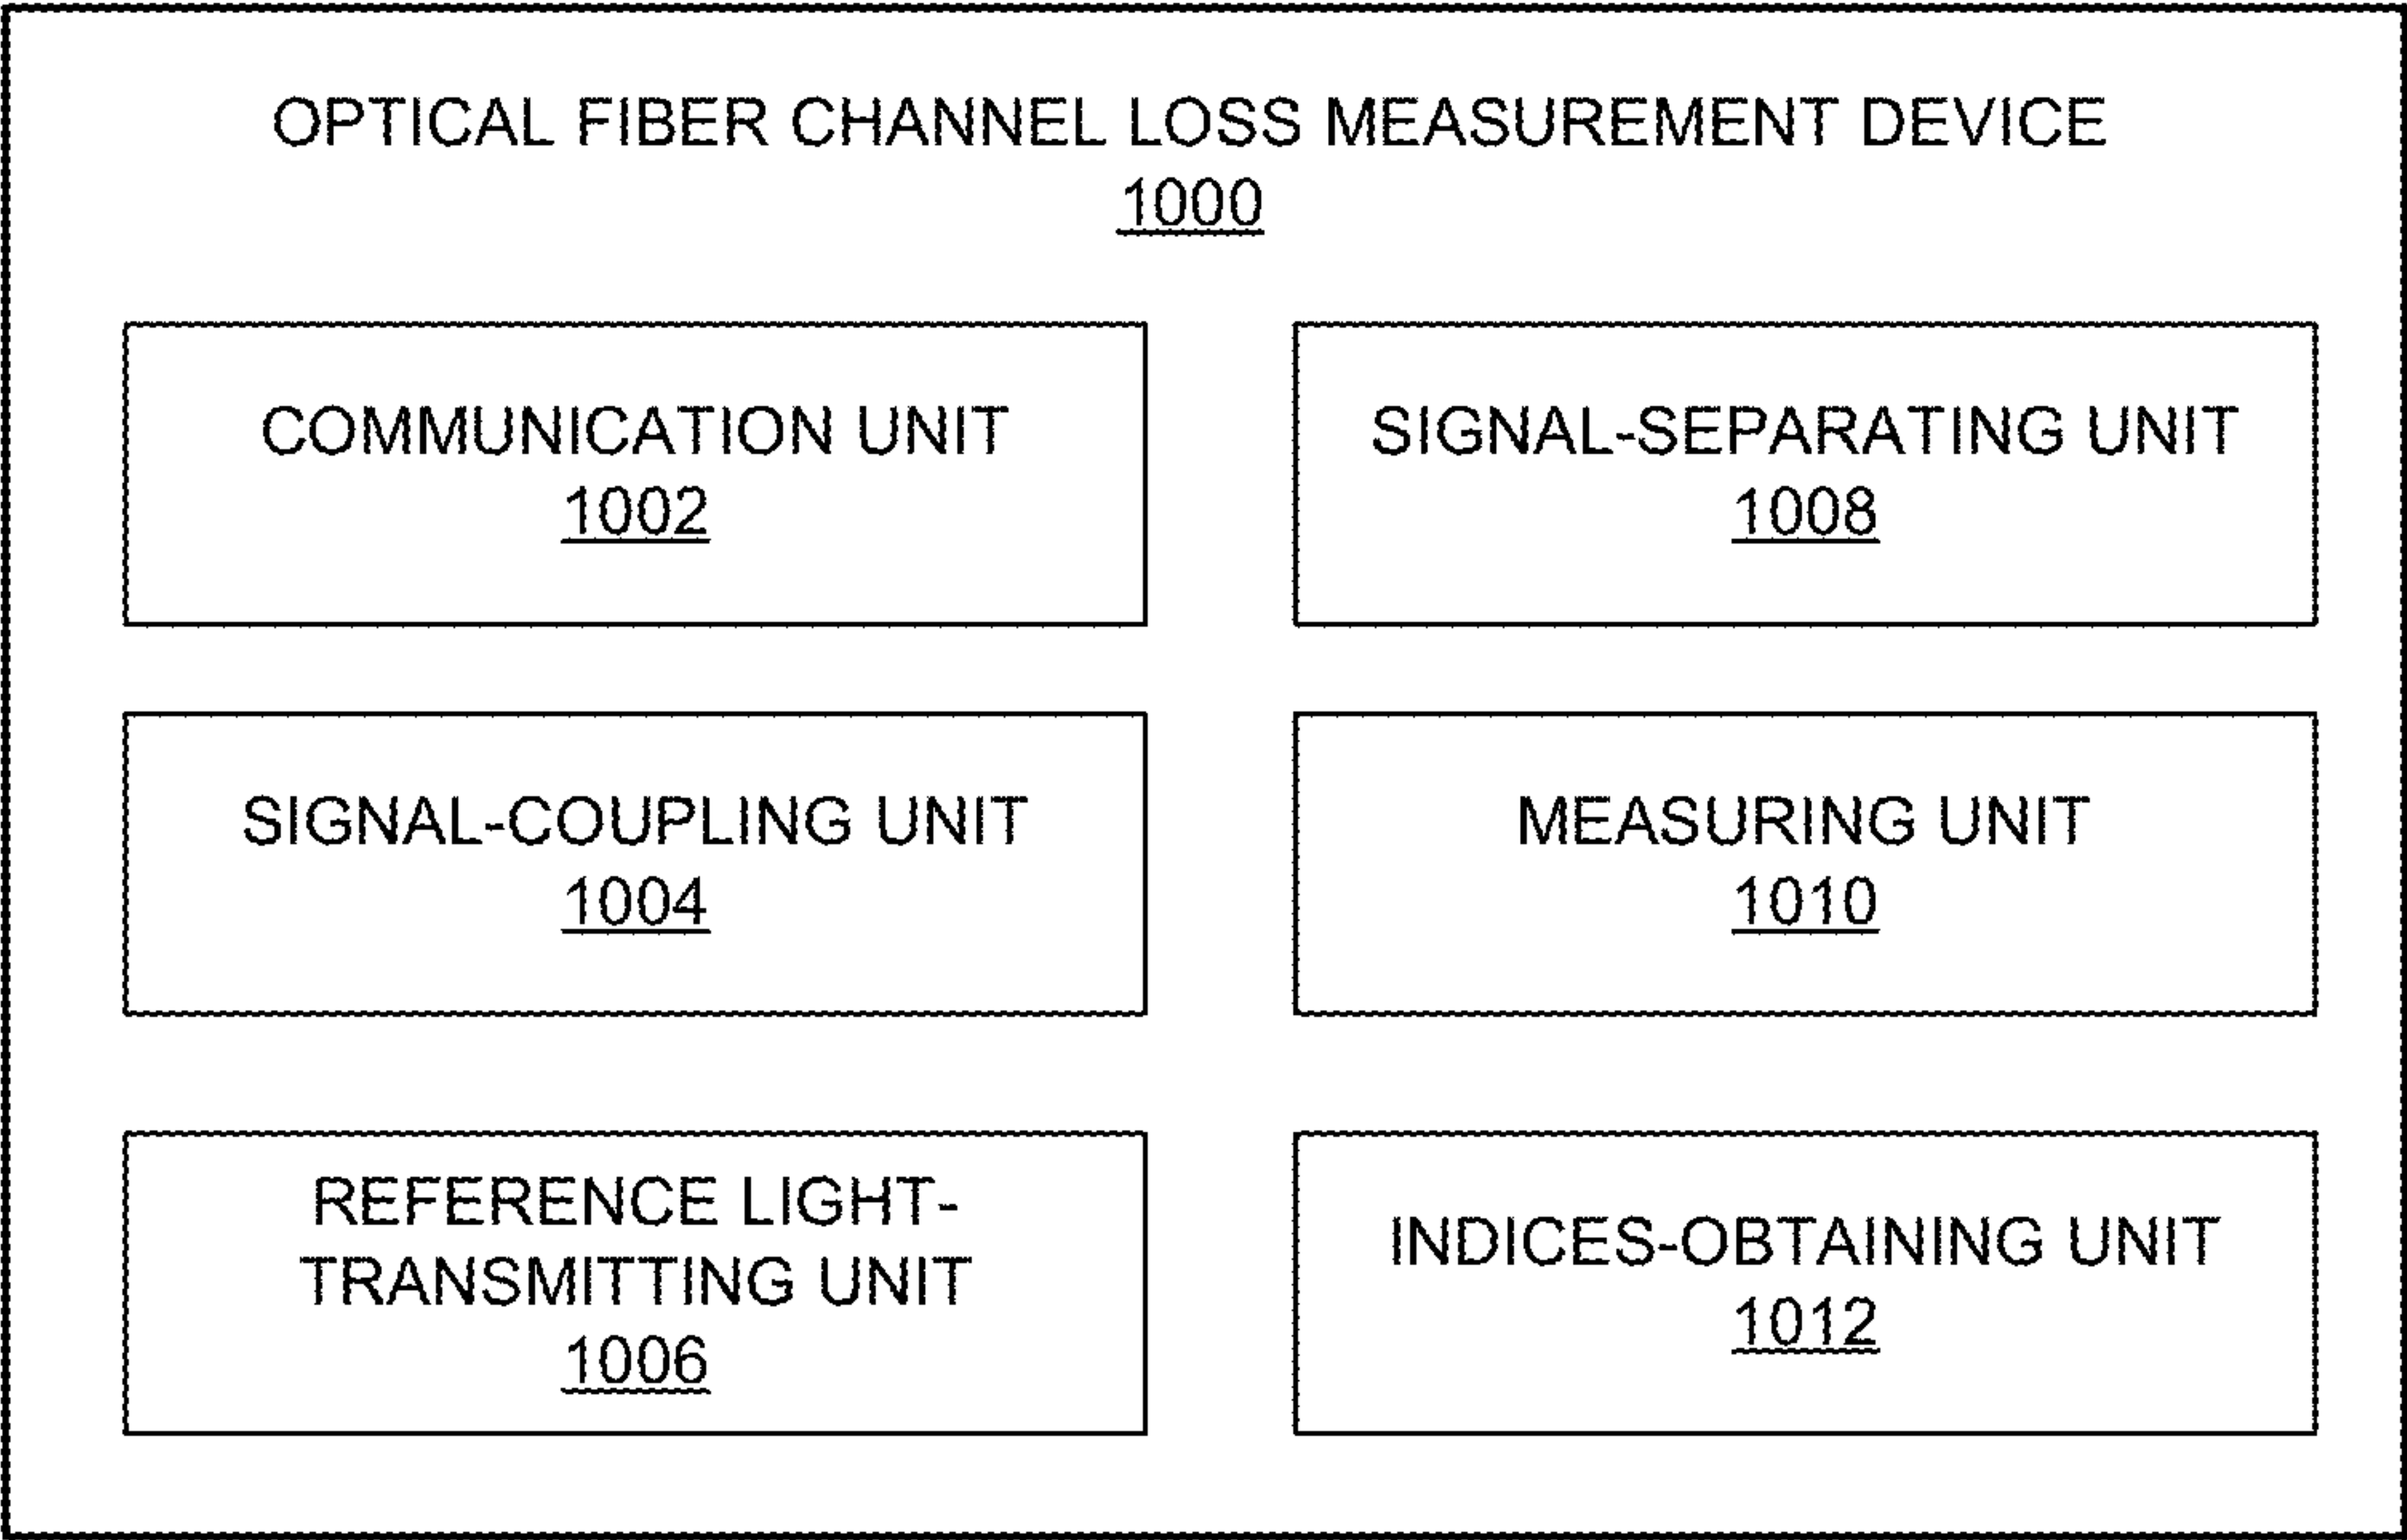 OPTICAL FIBER CHANNEL LOSS MEASUREMENT DEVICE
1000
COMMUNICATION UNIT
1002
SIGNAL-COUPLING UNIT
1004
REFERENCE LIGHT-
TRANSMITTING UNIT
1006
SIGNAL-SEPARATING UNIT
1008
MEASURING UNIT
1010
INDICES-OBTAINING UNIT
1012